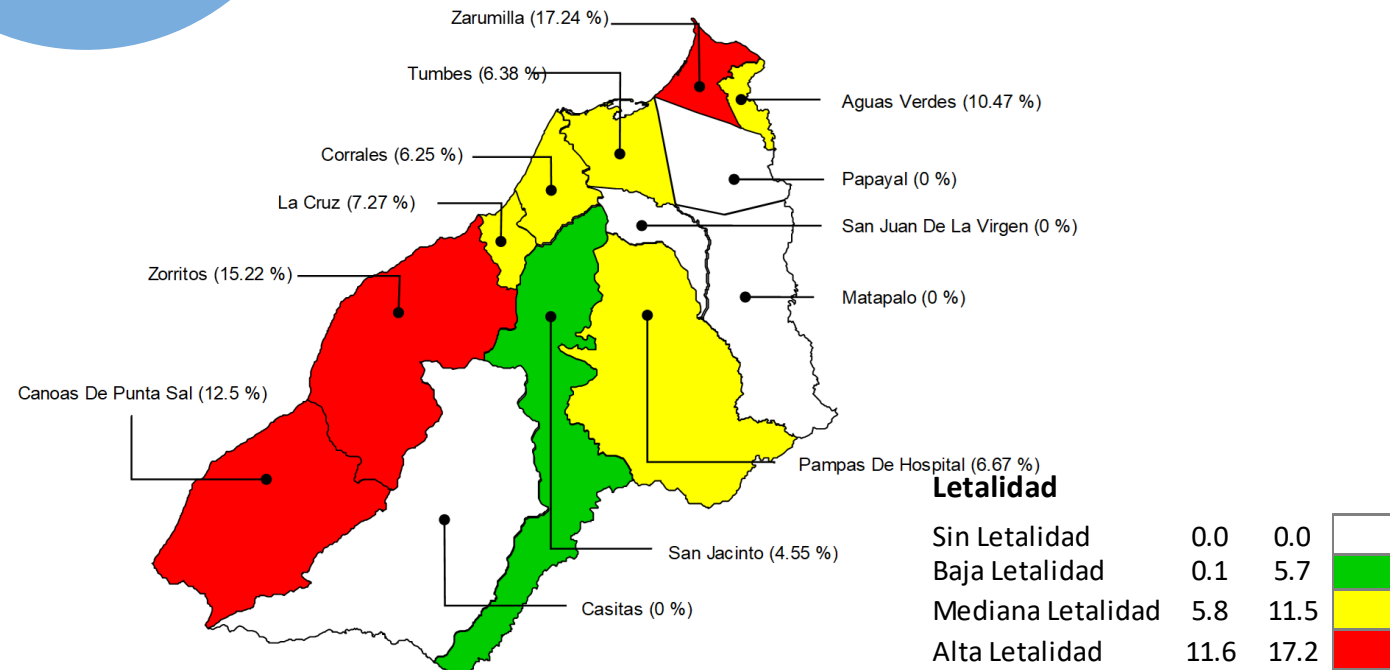 Zarumilla (17.24 %)
Tumbes (6.38 %)
Aguas Verdes (10.47 %)
Corrales (6.25 %)
Papayal (0 %)
La Cruz (7.27 %)
San Juan De La Virgen (0 %)
Zorritos (15.22 %)
Matapalo (0 %)
Canoas De Punta Sal (12.5 %)
Pampas De Hospital (6.67 %)
San Jacinto (4.55 %)
Casitas (0 %)
Letalidad
Sin Letalidad 0.0 0.0
Baja Letalidad 0.1 5.7
Mediana Letalidad 5.8 11.5
Alta Letalidad 11.6 17.2